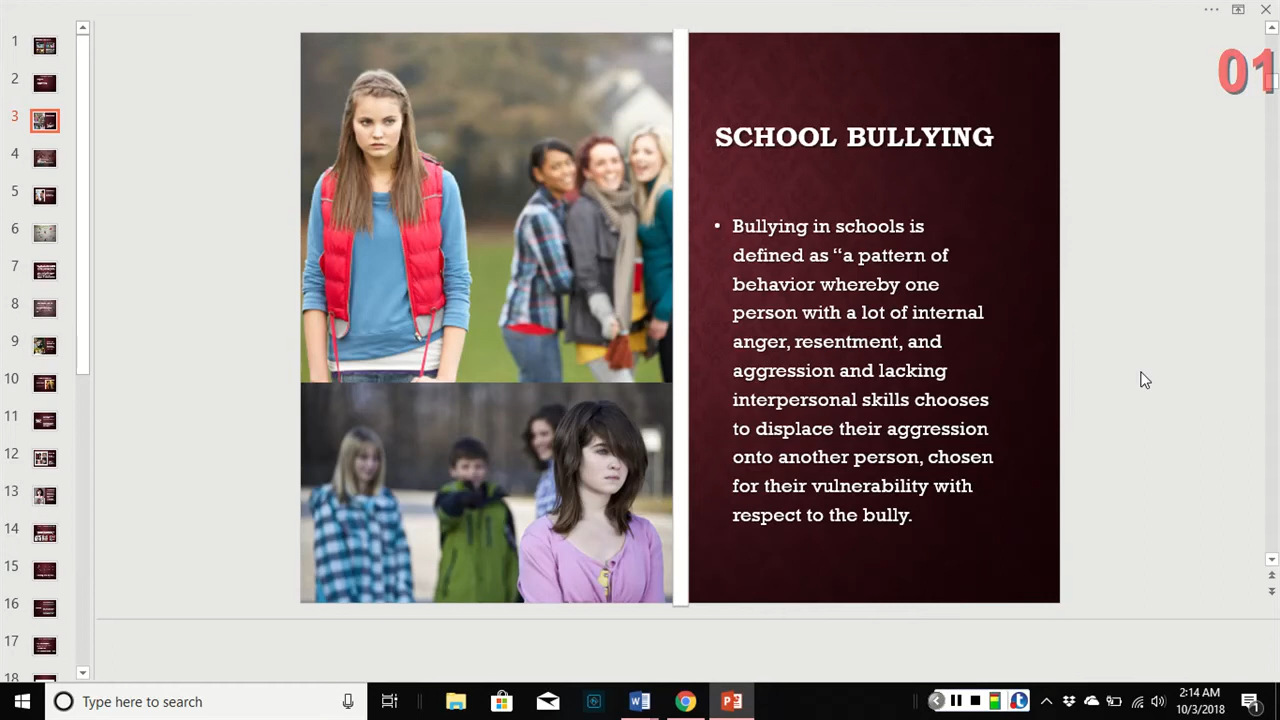 1
2
3
4
5
6
7
8
9
10
11
12
13
14
15
16
17
18
01
SCHOOL BULLYING
• Bullying in schools is
defined as “a pattern of
behavior whereby one
person with a lot of internal
anger, resentment, and
aggression and lacking
interpersonal skills chooses
to displace their aggression
onto another person, chosen
for their vulnerability with
respect to the bully.
Type here to search
2:14 AM
10/3/2018
1